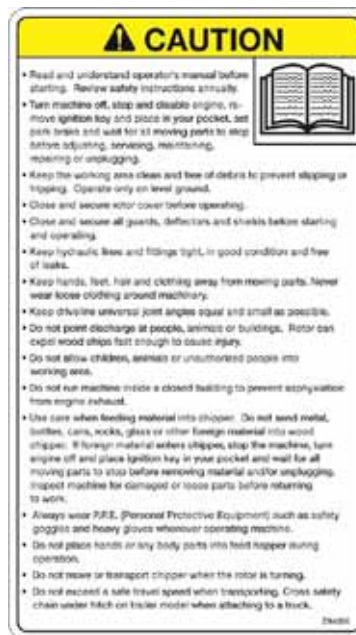 CAUTION
• Read and understand operator's manual before
starting. Review safety instructions annually.
• Turn machine off, stop and disable engine, re-
move ignition key and place in your pocket, set
park brake and wait for all moving parts to stop
before adjusting, servicing, maintaining,
repairing or unplugging.
• Keep the working area clean and free of debris to prevent slipping or
tripping. Operate only on level ground.
• Close and secure rotor cover before operating.
• Close and secure all guards, deflectors and shields before starting
and operating.
• Keep hydraulic lines and fittings tight, in good condition and free
of leaks.
• Keep hands, feet, hair and clothing away from moving parts. Never
wear loose clothing around machinery.
• Keep driveline universal joint angles equal and small as possible.
• Do not point discharge at people, animals or buildings. Rotor can
expel wood chips fast enough to cause injury.
• Do not allow children, animals or unauthorized people into
working area.
• Do not run machine inside a closed building to prevent asphyxiation
from engine exhaust.
• Use care when feeding material into chipper. Do not send metal,
bottles, cans, rocks, glass or other foreign material into wood
chipper. If foreign material enters chipper, stop the machine, turn
engine off and place ignition key in your pocket and wait for all
moving parts to stop before removing material and/or unplugging.
Inspect machine for damaged or loose parts before returning
to work.
• Always wear P.P.E. (Personal Protective Equipment) such as safety
goggles and heavy gloves whenever operating machine.
• Do not place hands or any body parts into feed hopper during
operation.
• Do not move or transport chipper when the rotor is turning.
• Do not exceed a safe travel speed when transporting. Cross safety
chain under hitch on trailer model when attaching to a truck.